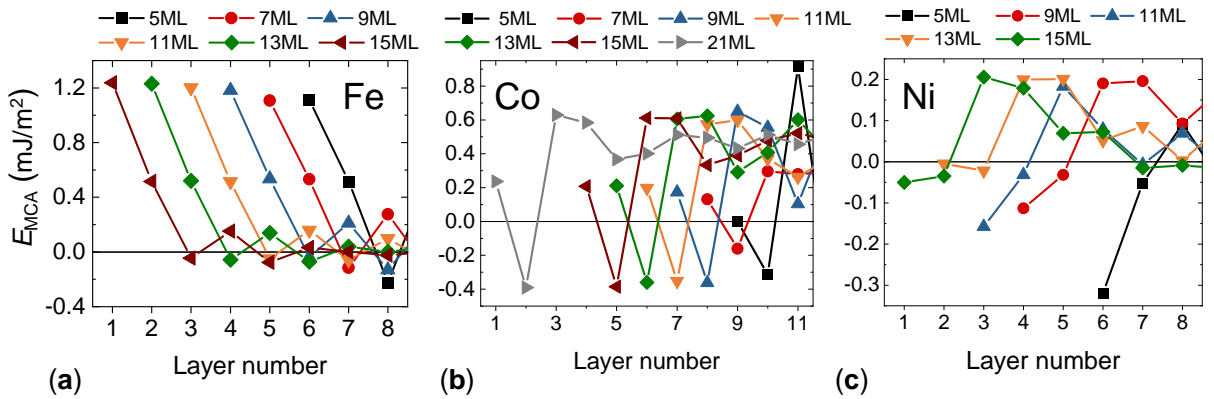 5ML 7ML 9ML
11ML 13ML 15ML
Fe
E_MCA (mJ/m²)
1.2
0.8
0.4
0.0
-0.4
1 2 3 4 5 6 7 8
Layer number
(a)
5ML 7ML 9ML 11ML
13ML 15ML 21ML
Co
0.8
0.6
0.4
0.2
0.0
-0.2
-0.4
1 3 5 7 9 11
Layer number
(b)
5ML 9ML 11ML
13ML 15ML
Ni
0.2
0.1
0.0
-0.1
-0.2
-0.3
1 2 3 4 5 6 7 8
Layer number
(c)